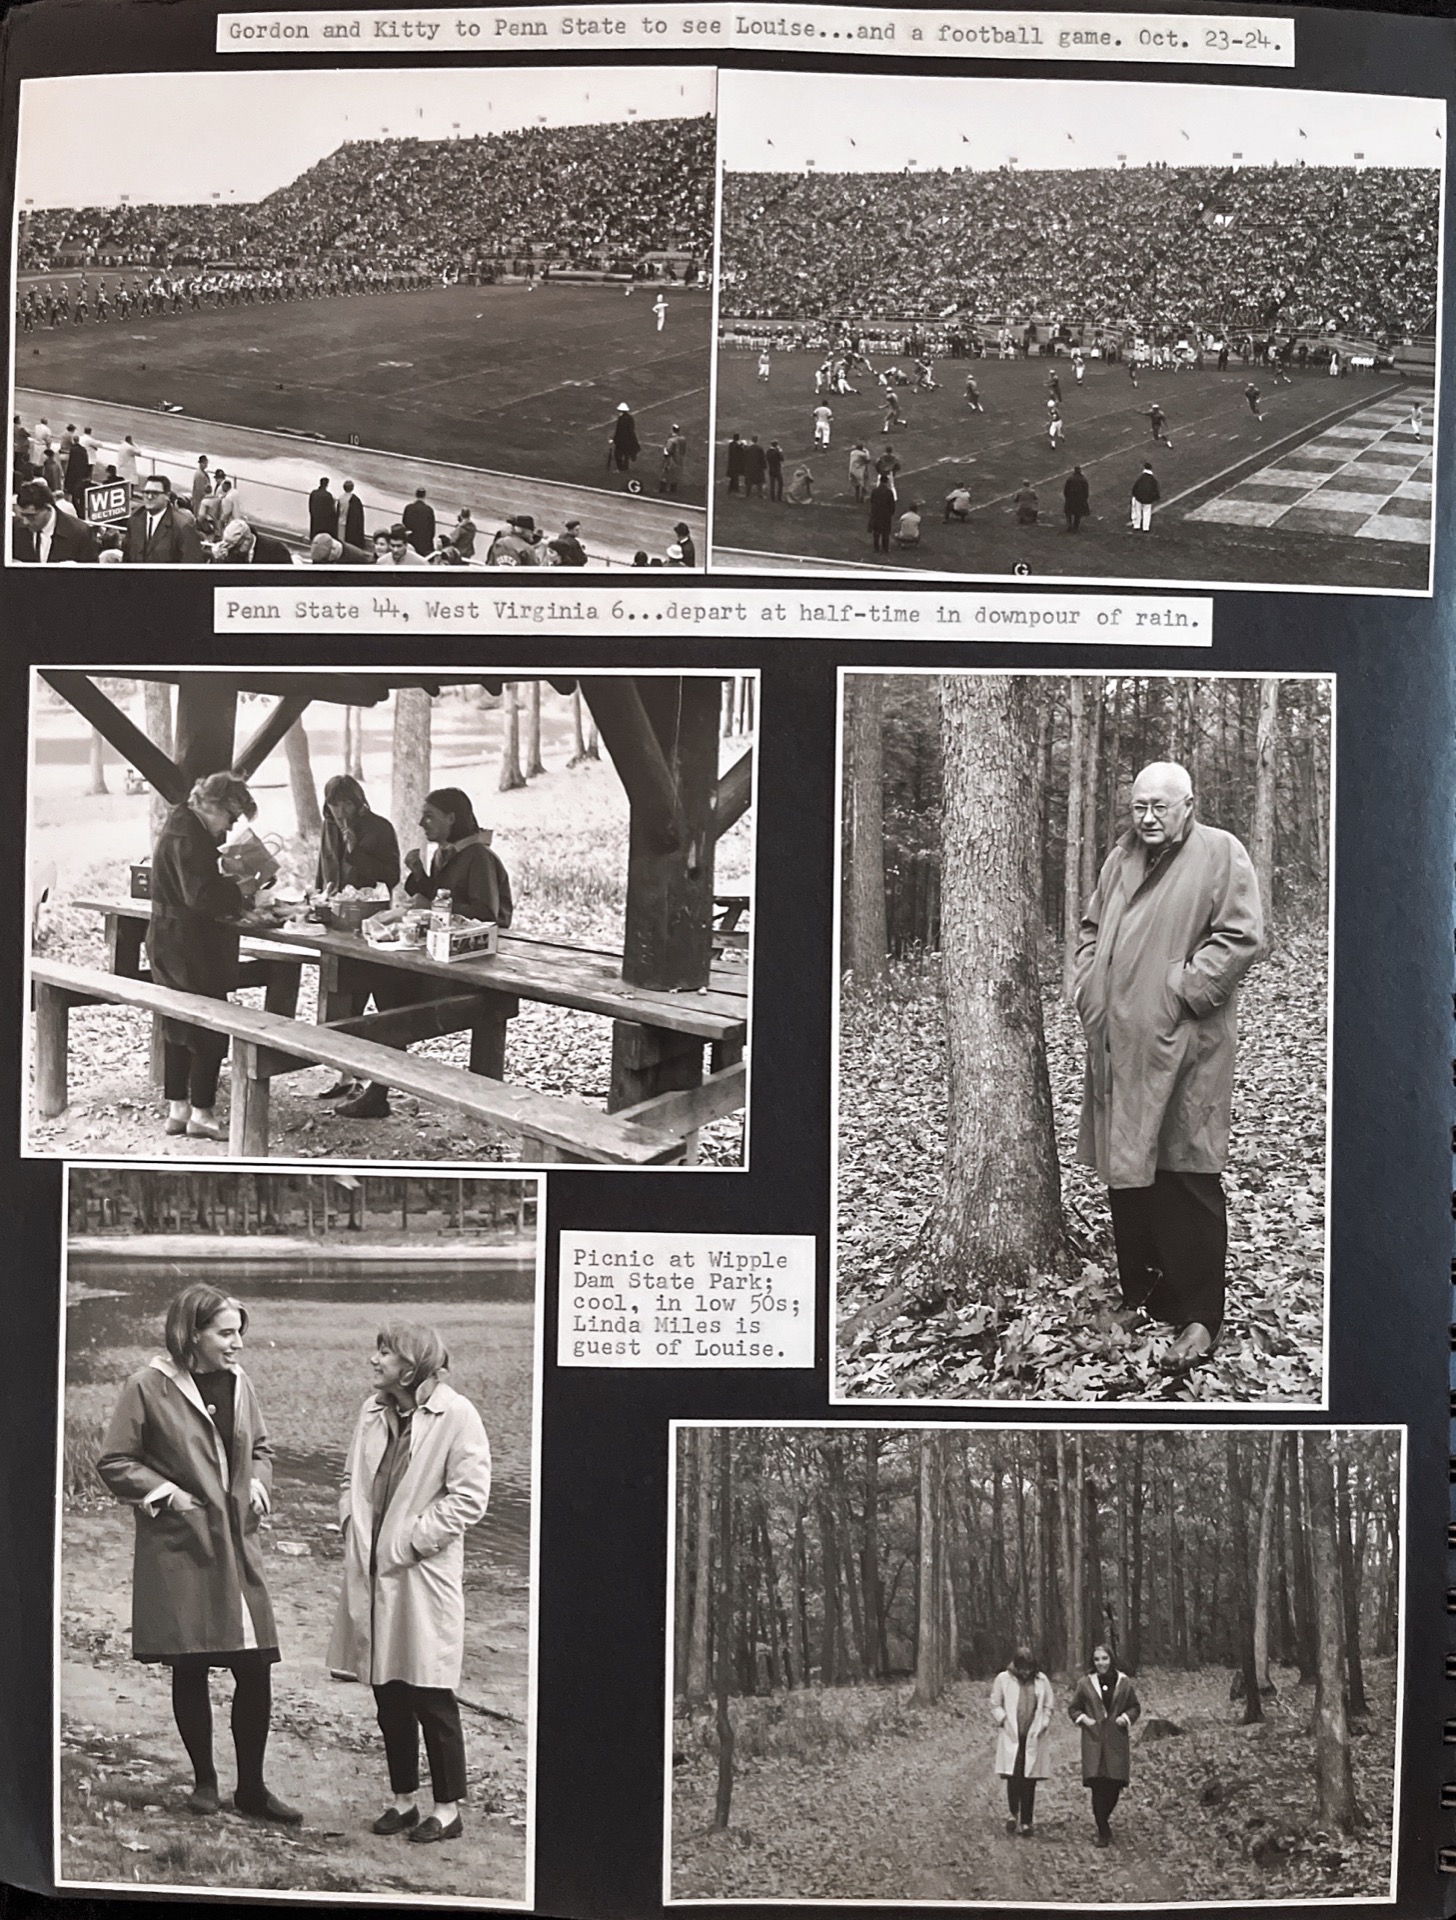 Gordon and Kitty to Penn State to see Louise...and a football game. Oct. 23-24.
10
G
WB
SECTION
G
Penn State 44, West Virginia 6...depart at half-time in downpour of rain.
Picnic at Wipple
Dam State Park;
cool, in low 50s;
Linda Miles is
guest of Louise.